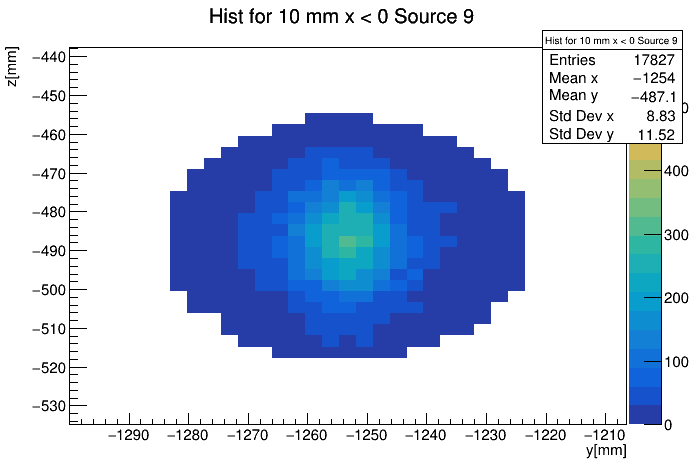 Hist for 10 mm x < 0 Source 9
Hist for 10 mm x < 0 Source 9
Entries 17827
Mean x −1254
Mean y −487.1
Std Dev x 8.83
Std Dev y 11.52
z[mm]
−440
−450
−460
−470
−480
−490
−500
−510
−520
−530
−1290 −1280 −1270 −1260 −1250 −1240 −1230 −1220 −1210
y[mm]
0
400
300
200
100
0